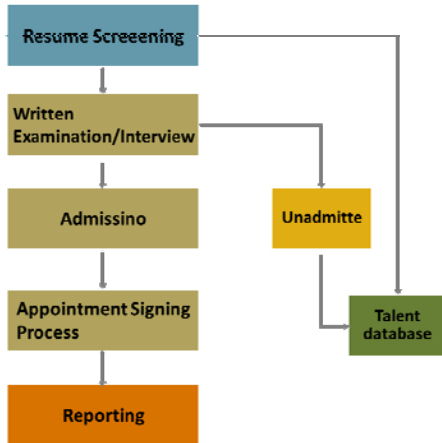 Resume Screeening
Written
Examination/Interview
Admissino
Unadmitte
Appointment Signing
Process
Talent
database
Reporting